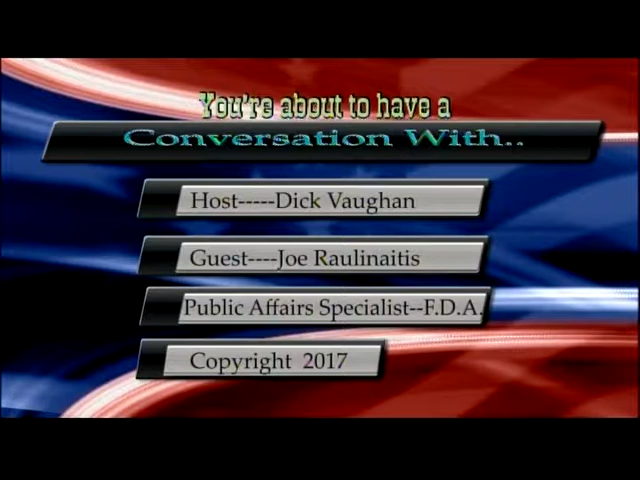 You're about to have a
Conversation With..
Host-----Dick Vaughan
Guest----Joe Raulinaitis
Public Affairs Specialist--F.D.A.
Copyright 2017